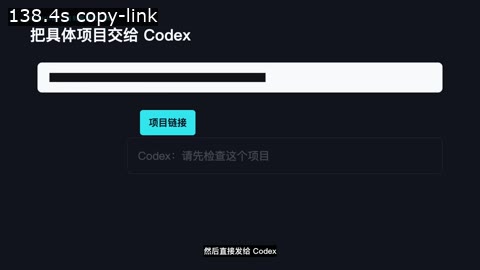 138.4s copy-link
把具体项目交给 Codex
项目链接
Codex：请先检查这个项目
然后直接发给 Codex